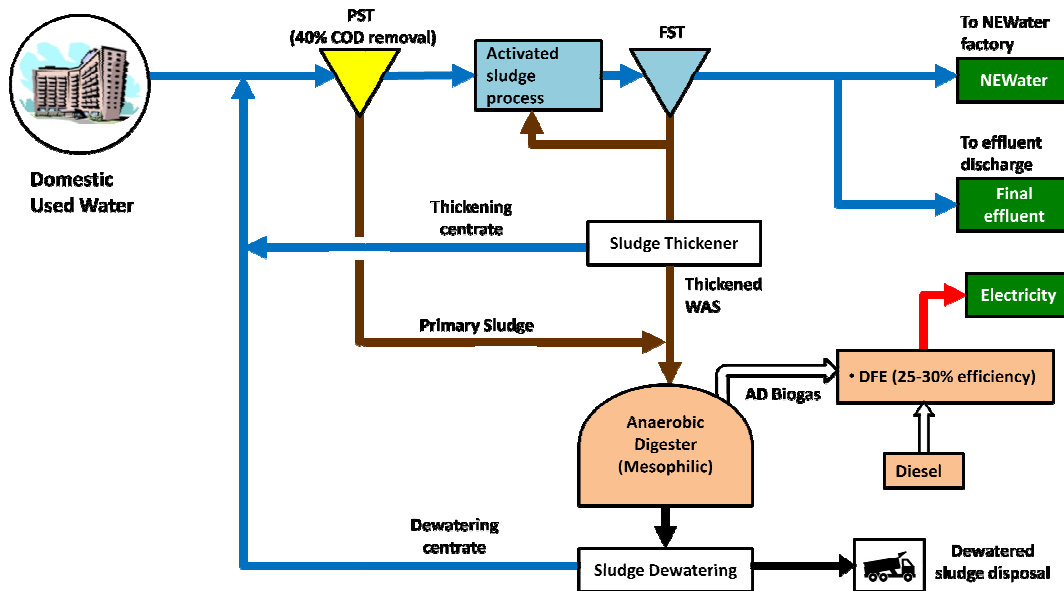 PST
(40% COD removal)
FST
To NEWater
factory
Activated
sludge
process
NEWater
Domestic
Used Water
To effluent
discharge
Final
effluent
Thickening
centrate
Sludge Thickener
Thickened
WAS
Electricity
Primary Sludge
• DFE (25-30% efficiency)
AD Biogas
Anaerobic
Digester
(Mesophilic)
Diesel
Dewatering
centrate
Sludge Dewatering
Dewatered
sludge disposal